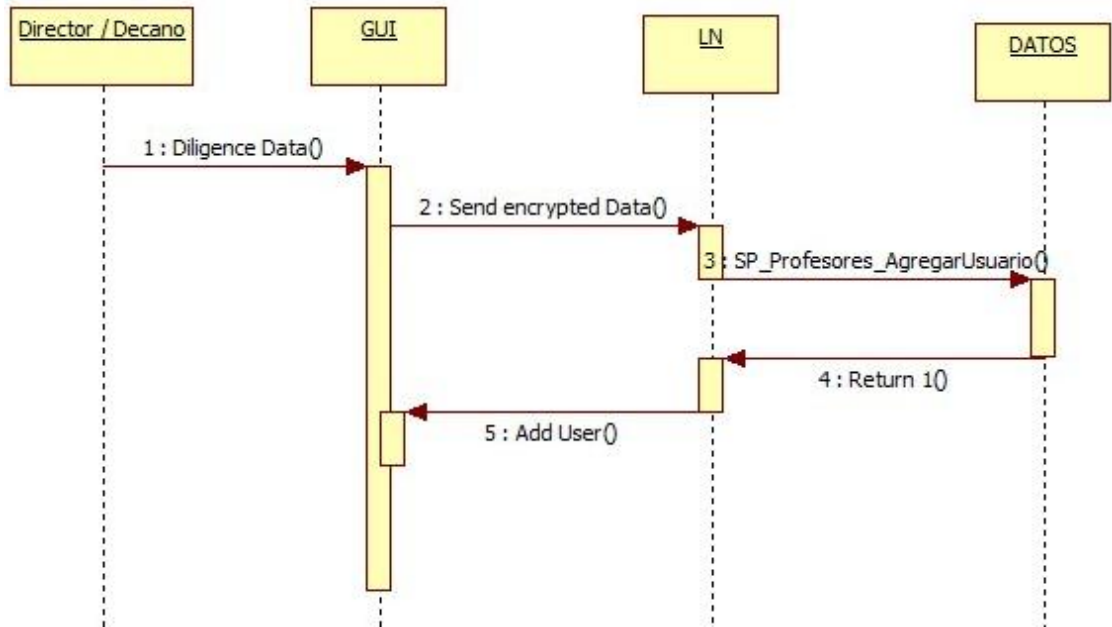 Director / Decano
GUI
LN
DATOS
1 : Diligence Data()
2 : Send encrypted Data()
3 : SP_Profesores_AgregarUsuario()
4 : Return 1()
5 : Add User()